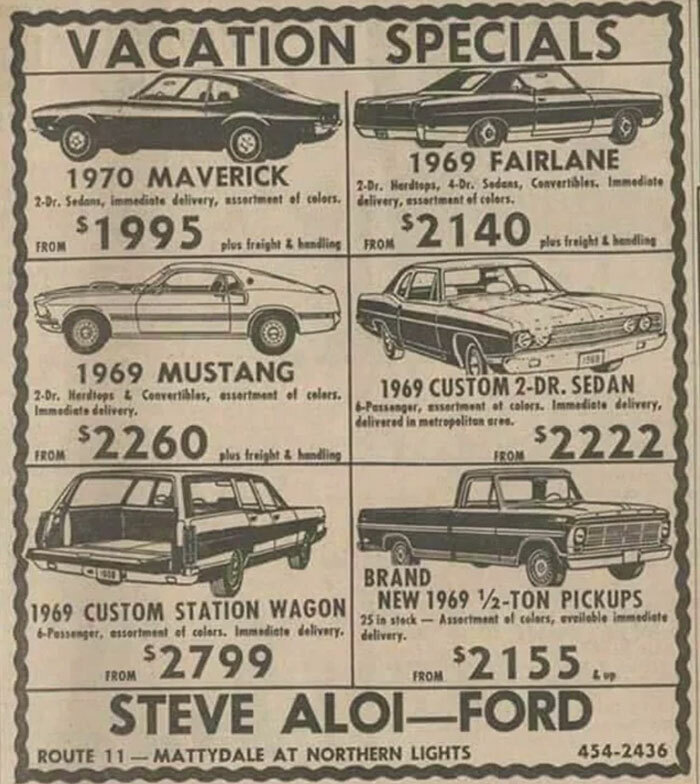 VACATION SPECIALS
1970 MAVERICK
2-Dr. Sedans, immediate delivery, assortment of colors.
FROM $1995 plus freight & handling
1969 FAIRLANE
2-Dr. Hardtops, 4-Dr. Sedans, Convertibles. Immediate
delivery, assortment of colors.
FROM $2140 plus freight & handling
1969 MUSTANG
2-Dr. Hardtops & Convertibles, assortment of colors.
Immediate delivery.
FROM $2260 plus freight & handling
1969
1969 CUSTOM 2-DR. SEDAN
6-Passenger, assortment of colors. Immediate delivery,
delivered in metropolitan area.
FROM $2222
1969 CUSTOM STATION WAGON
6-Passenger, assortment of colors. Immediate delivery.
FROM $2799
BRAND
NEW 1969 ½-TON PICKUPS
25 in stock — Assortment of colors, available immediate
delivery.
FROM $2155 & up
STEVE ALOI—FORD
ROUTE 11 — MATTYDALE AT NORTHERN LIGHTS 454-2436